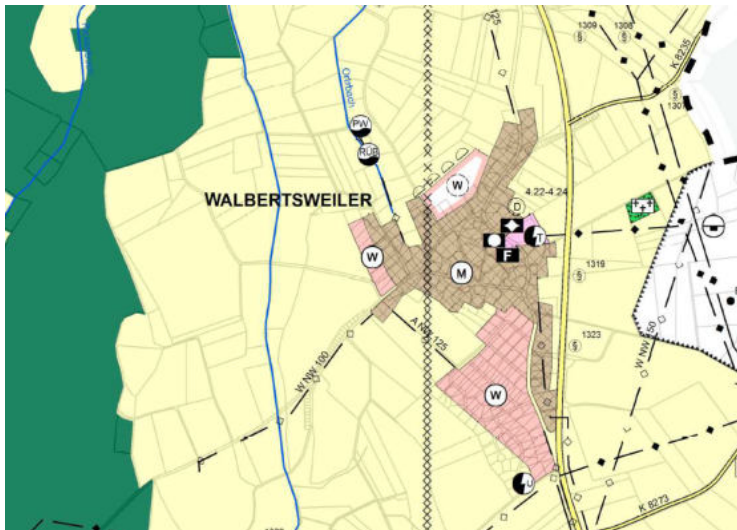 1309
1308
§
§
125
K 8235
§
1307
Ottrbach
PW
RÜB
W
WALBERTSWEILER
4.22-4.24
D
T
F
W
M
1319
§
A NW 125
1323
§
W NW 100
W NW 150
W
U
K 8273